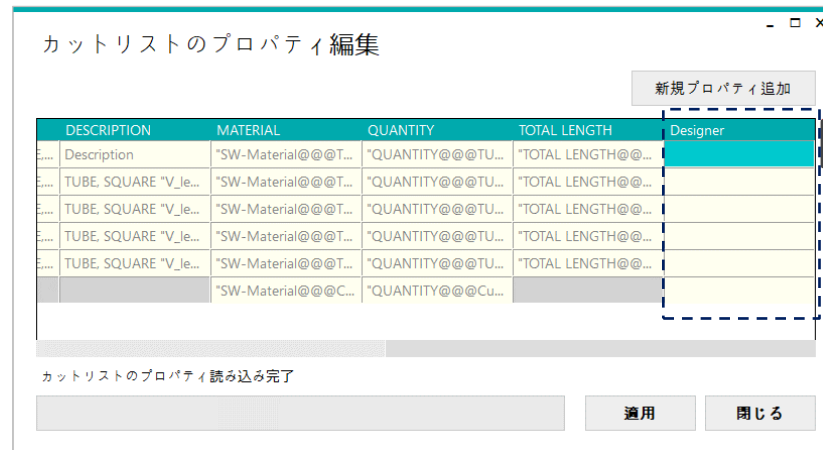 カットリストのプロパティ編集
新規プロパティ追加
DESCRIPTION MATERIAL QUANTITY TOTAL LENGTH Designer
E,... Description "SW-Material@@@T... "QUANTITY@@@TU... "TOTAL LENGTH@@...
E,... TUBE, SQUARE "V_le... "SW-Material@@@T... "QUANTITY@@@TU... "TOTAL LENGTH@@...
E,... TUBE, SQUARE "V_le... "SW-Material@@@T... "QUANTITY@@@TU... "TOTAL LENGTH@@...
E,... TUBE, SQUARE "V_le... "SW-Material@@@T... "QUANTITY@@@TU... "TOTAL LENGTH@@...
E,... TUBE, SQUARE "V_le... "SW-Material@@@T... "QUANTITY@@@TU... "TOTAL LENGTH@@...
"SW-Material@@@C... "QUANTITY@@@Cu...
カットリストのプロパティ読み込み完了
適用 閉じる